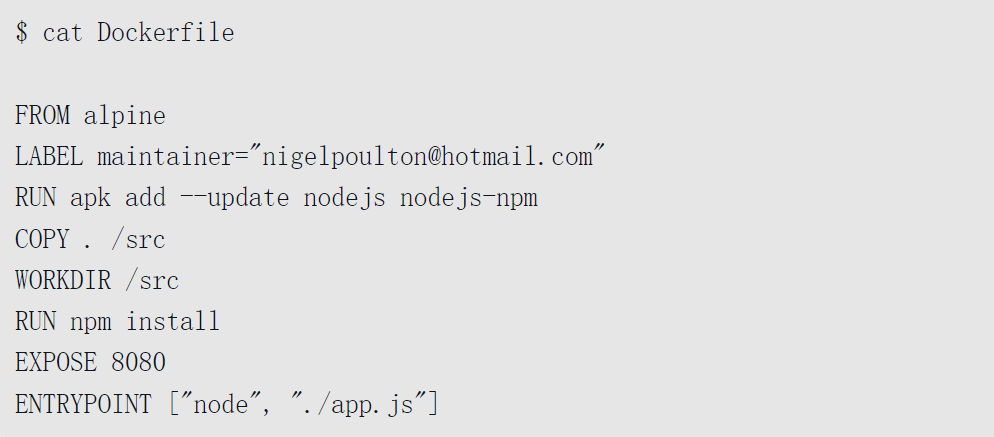 $ cat Dockerfile
FROM alpine
LABEL maintainer="nigelpoulton@hotmail.com"
RUN apk add --update nodejs nodejs-npm
COPY . /src
WORKDIR /src
RUN npm install
EXPOSE 8080
ENTRYPOINT ["node", "./app.js"]